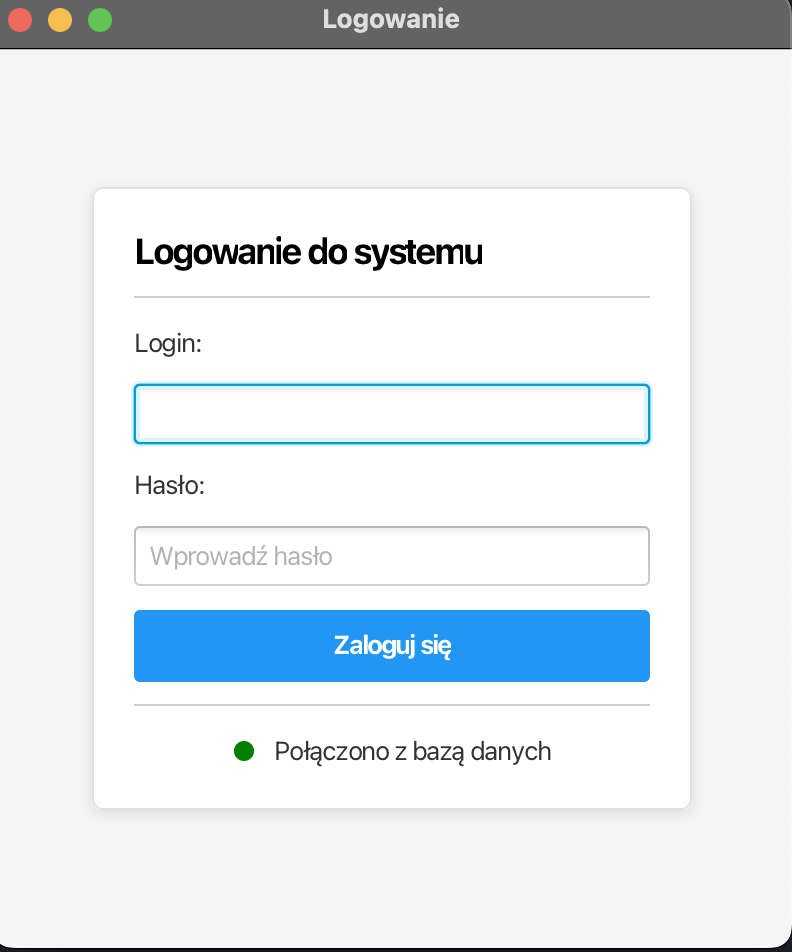 Logowanie
Logowanie do systemu
Login:
Hasło:
Wprowadź hasło
Zaloguj się
Połączono z bazą danych